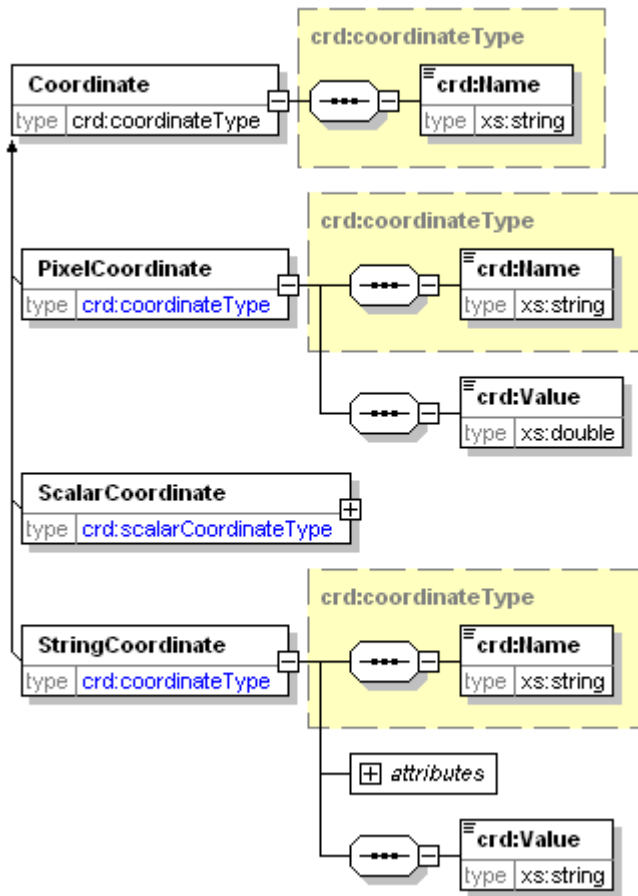 crd:coordinateType
Coordinate
type crd:coordinateType
crd:Name
type xs:string
crd:coordinateType
PixelCoordinate
type crd:coordinateType
crd:Name
type xs:string
crd:Value
type xs:double
ScalarCoordinate
type crd:scalarCoordinateType
crd:coordinateType
StringCoordinate
type crd:coordinateType
crd:Name
type xs:string
attributes
crd:Value
type xs:string